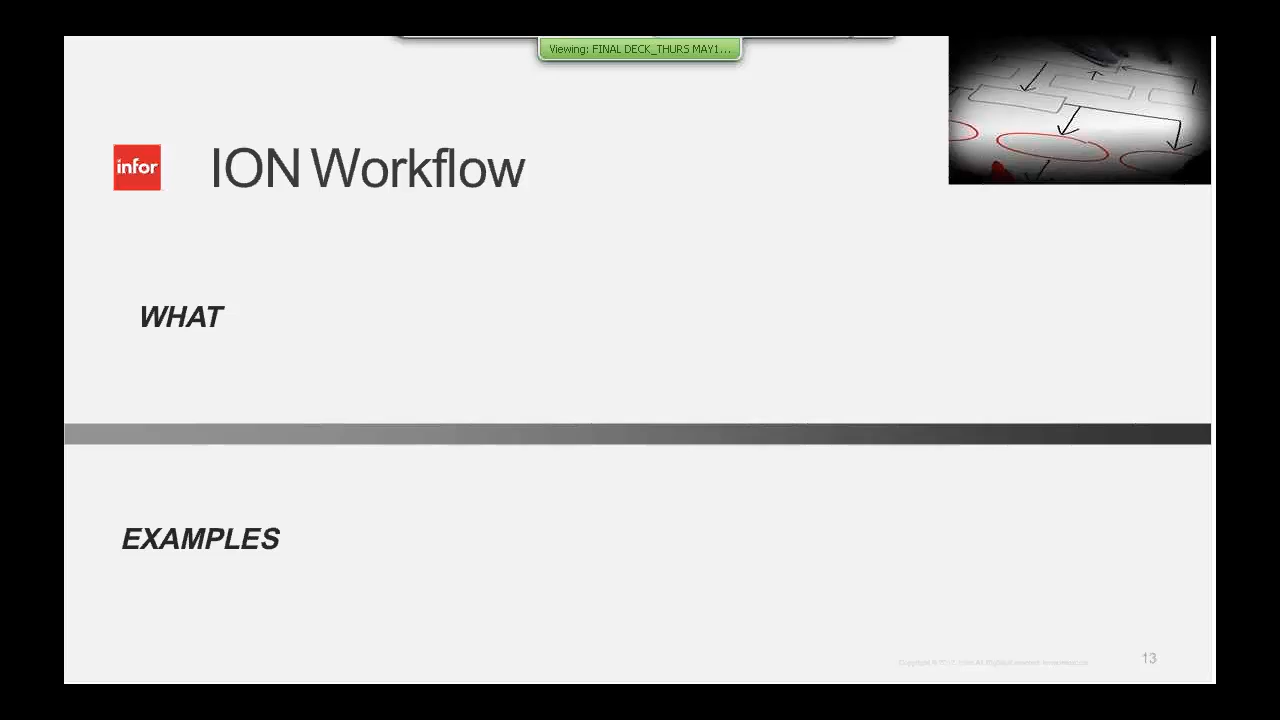 Viewing: FINAL DECK_THURS MAY1...
infor
ION Workflow
WHAT
EXAMPLES
13